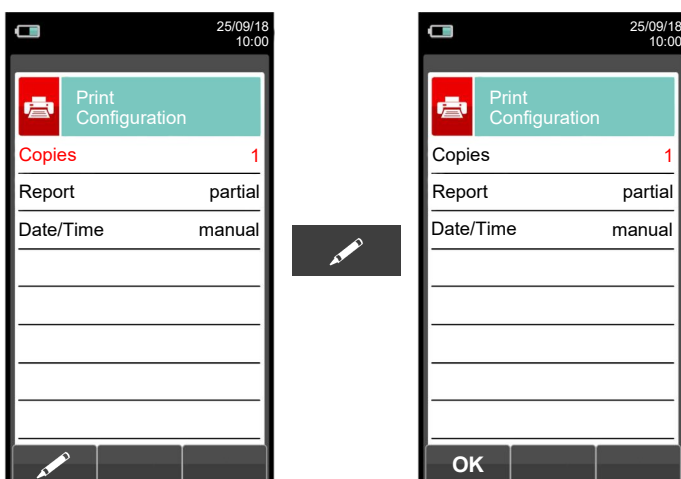 25/09/18
10:00
Print
Configuration
Copies 1
Report partial
Date/Time manual
25/09/18
10:00
Print
Configuration
Copies 1
Report partial
Date/Time manual
OK